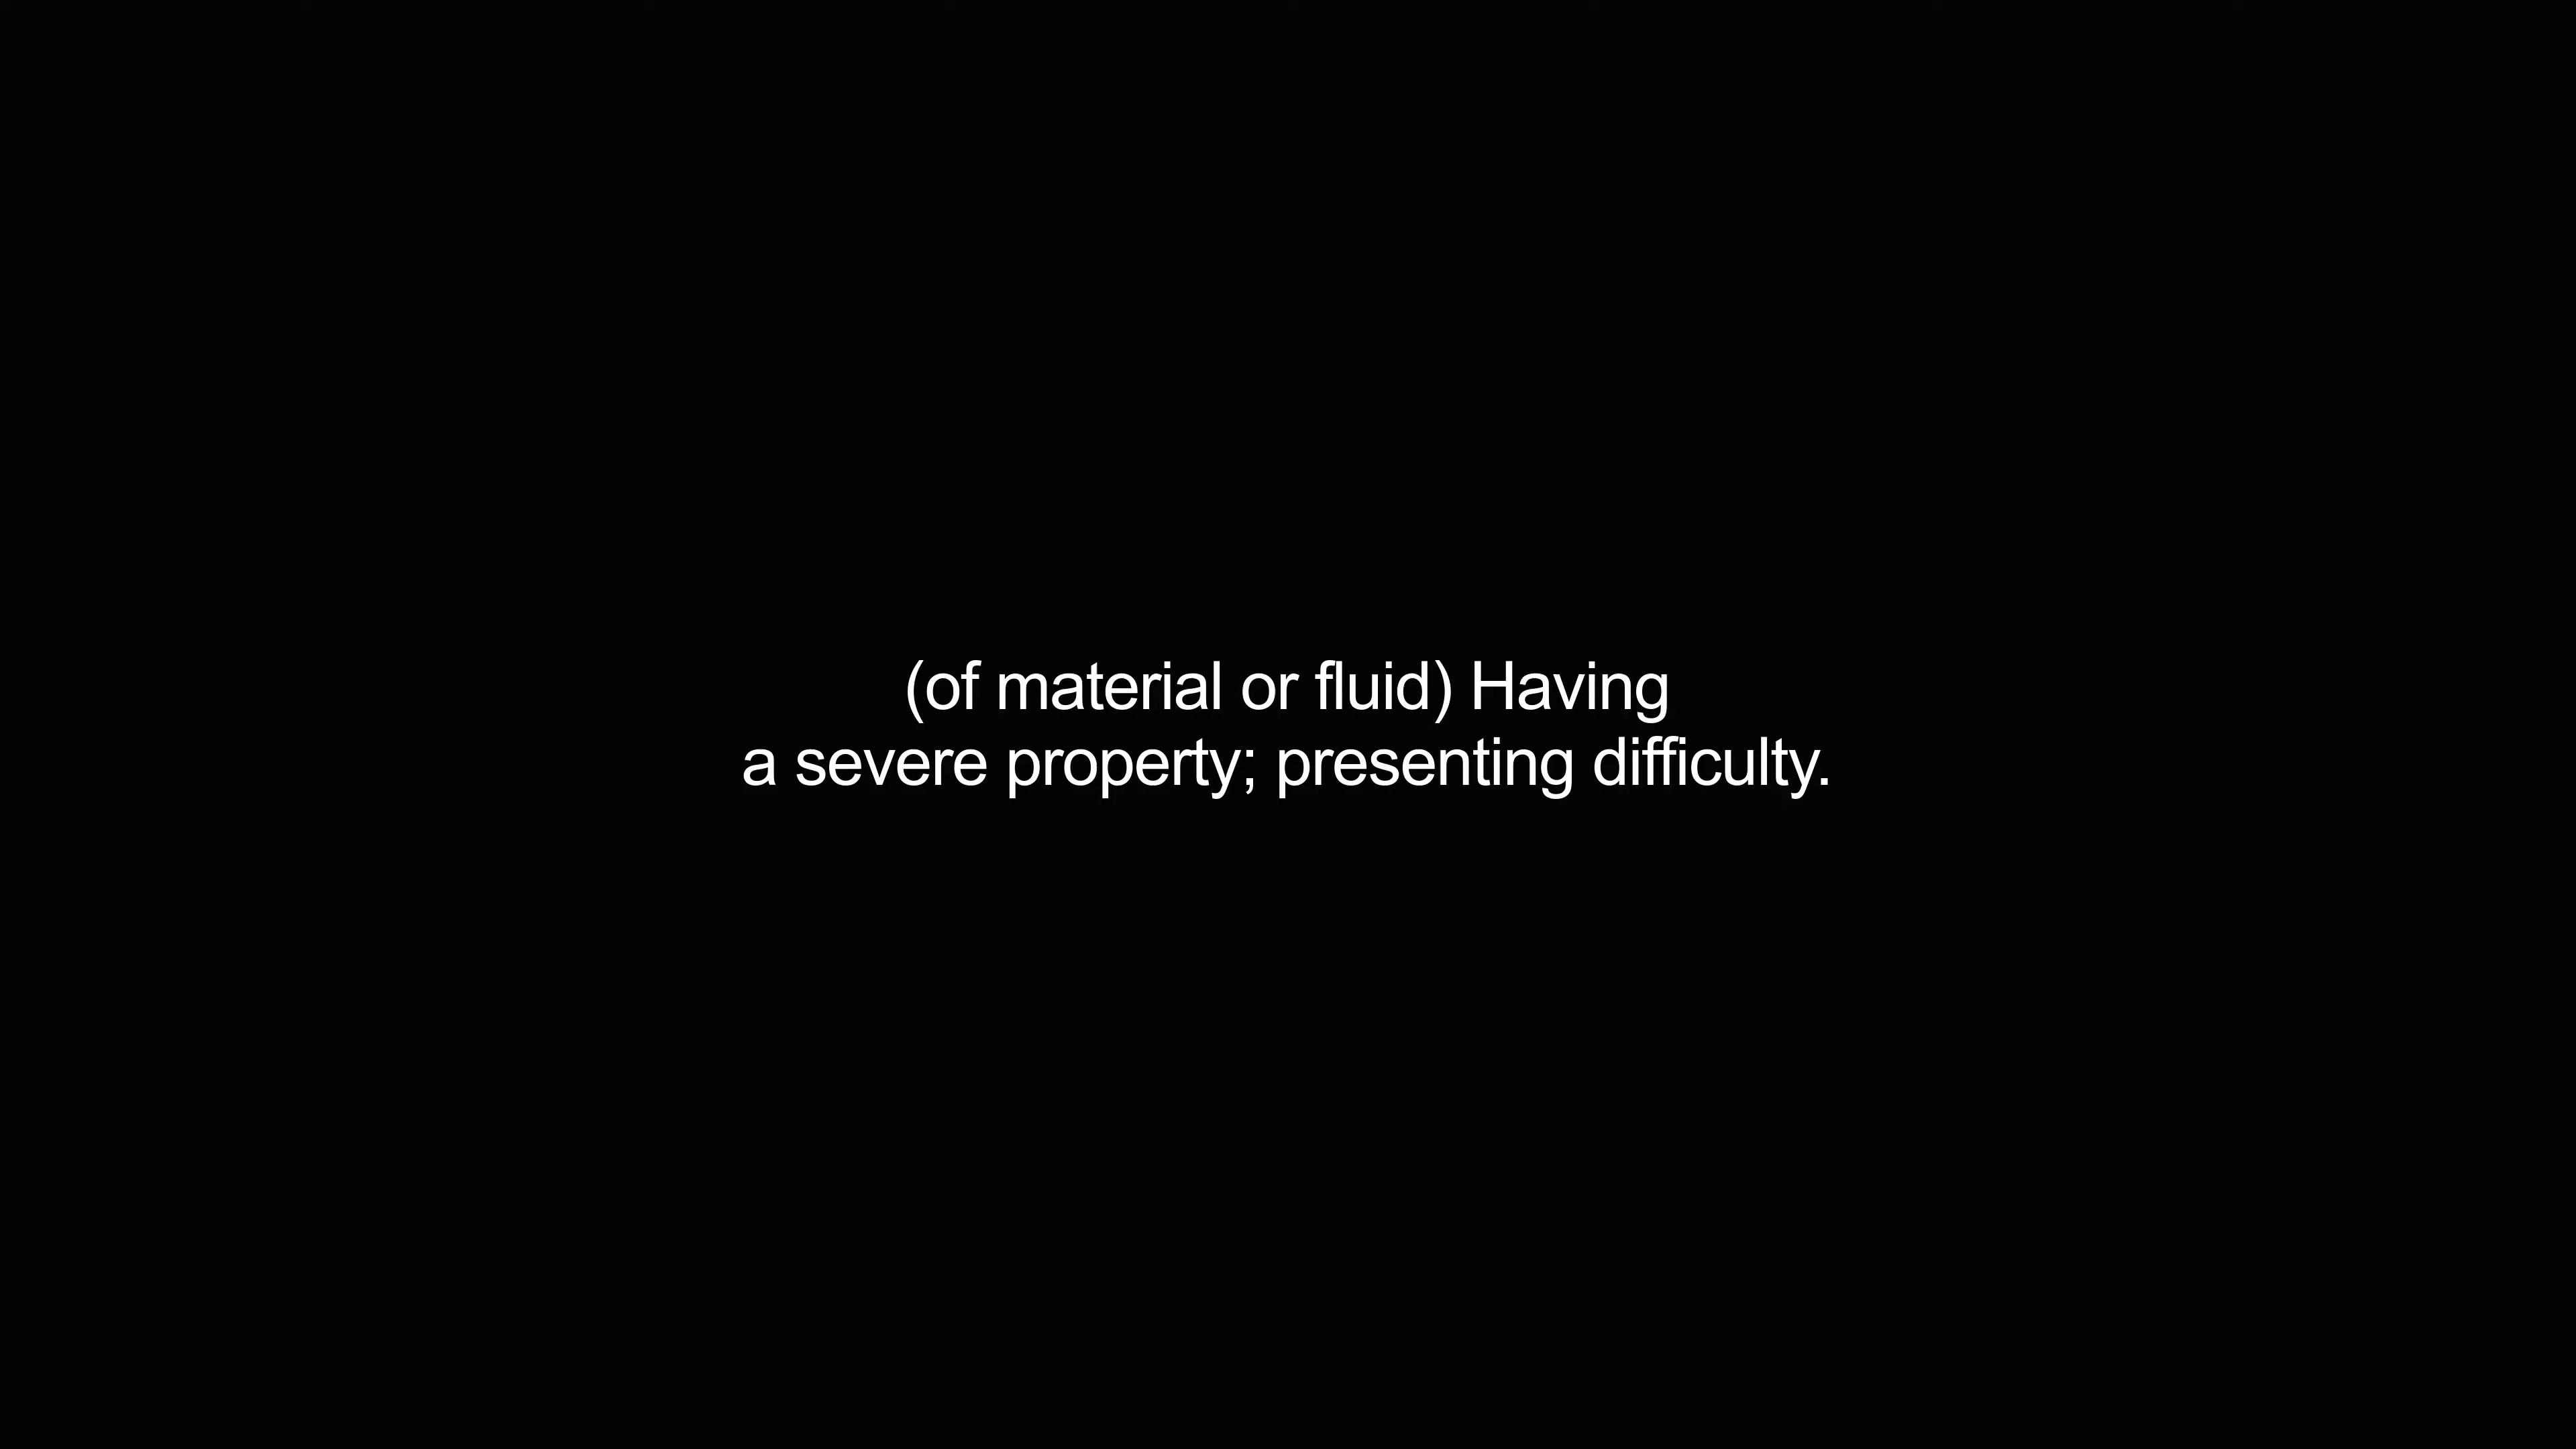 (of material or fluid) Having
a severe property; presenting difficulty.